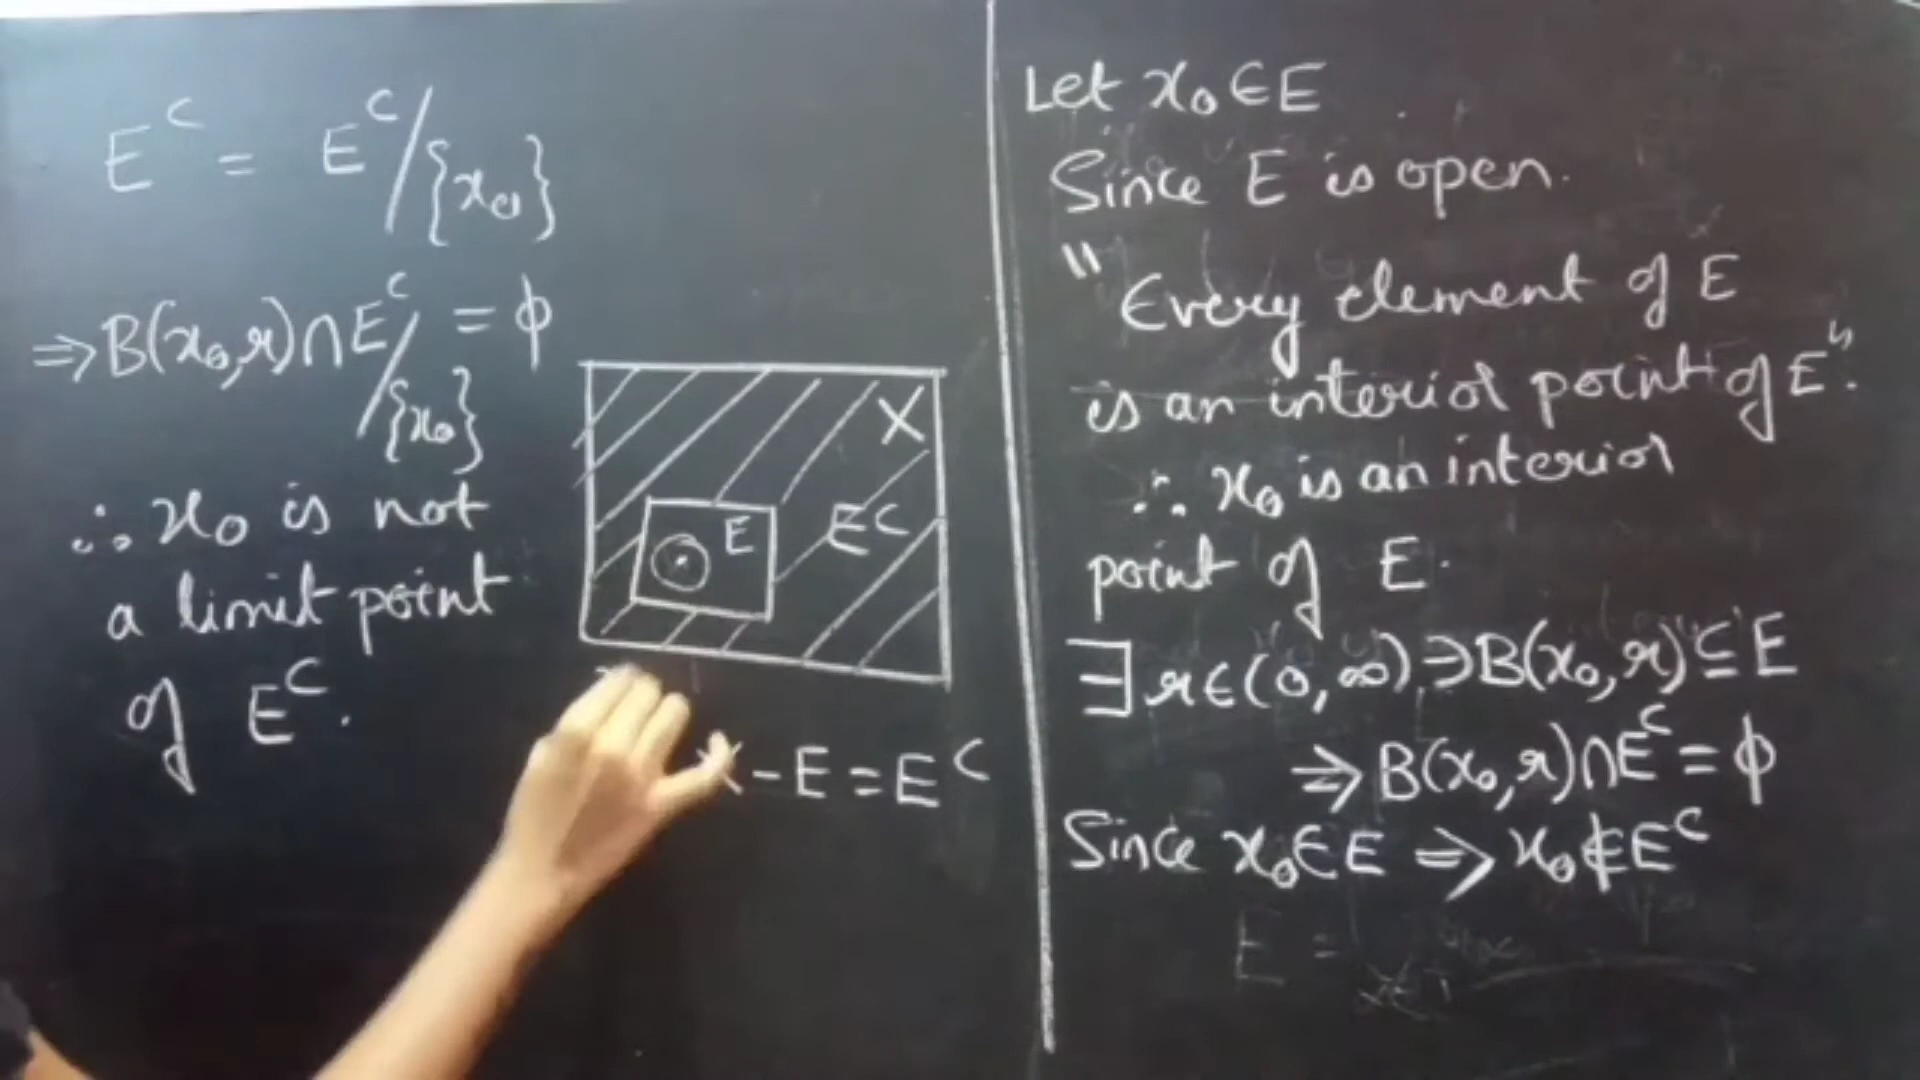 E^c = E^c/{x₀}
⇒ B(x₀,r)∩E^c/{x₀} = ϕ
∴ x₀ is not
a limit point
of E^c.
X
E
E^c
X-E=E^c
Let x₀∈E
Since E is open.
"Every element of E
is an interior point of E".
∴ x₀ is an interior
point of E.
∃ r∈(0,∞)∋B(x₀,r)⊆E
⇒ B(x₀,r)∩E^c=ϕ
Since x₀∈E ⇒ x₀∉E^c
E =